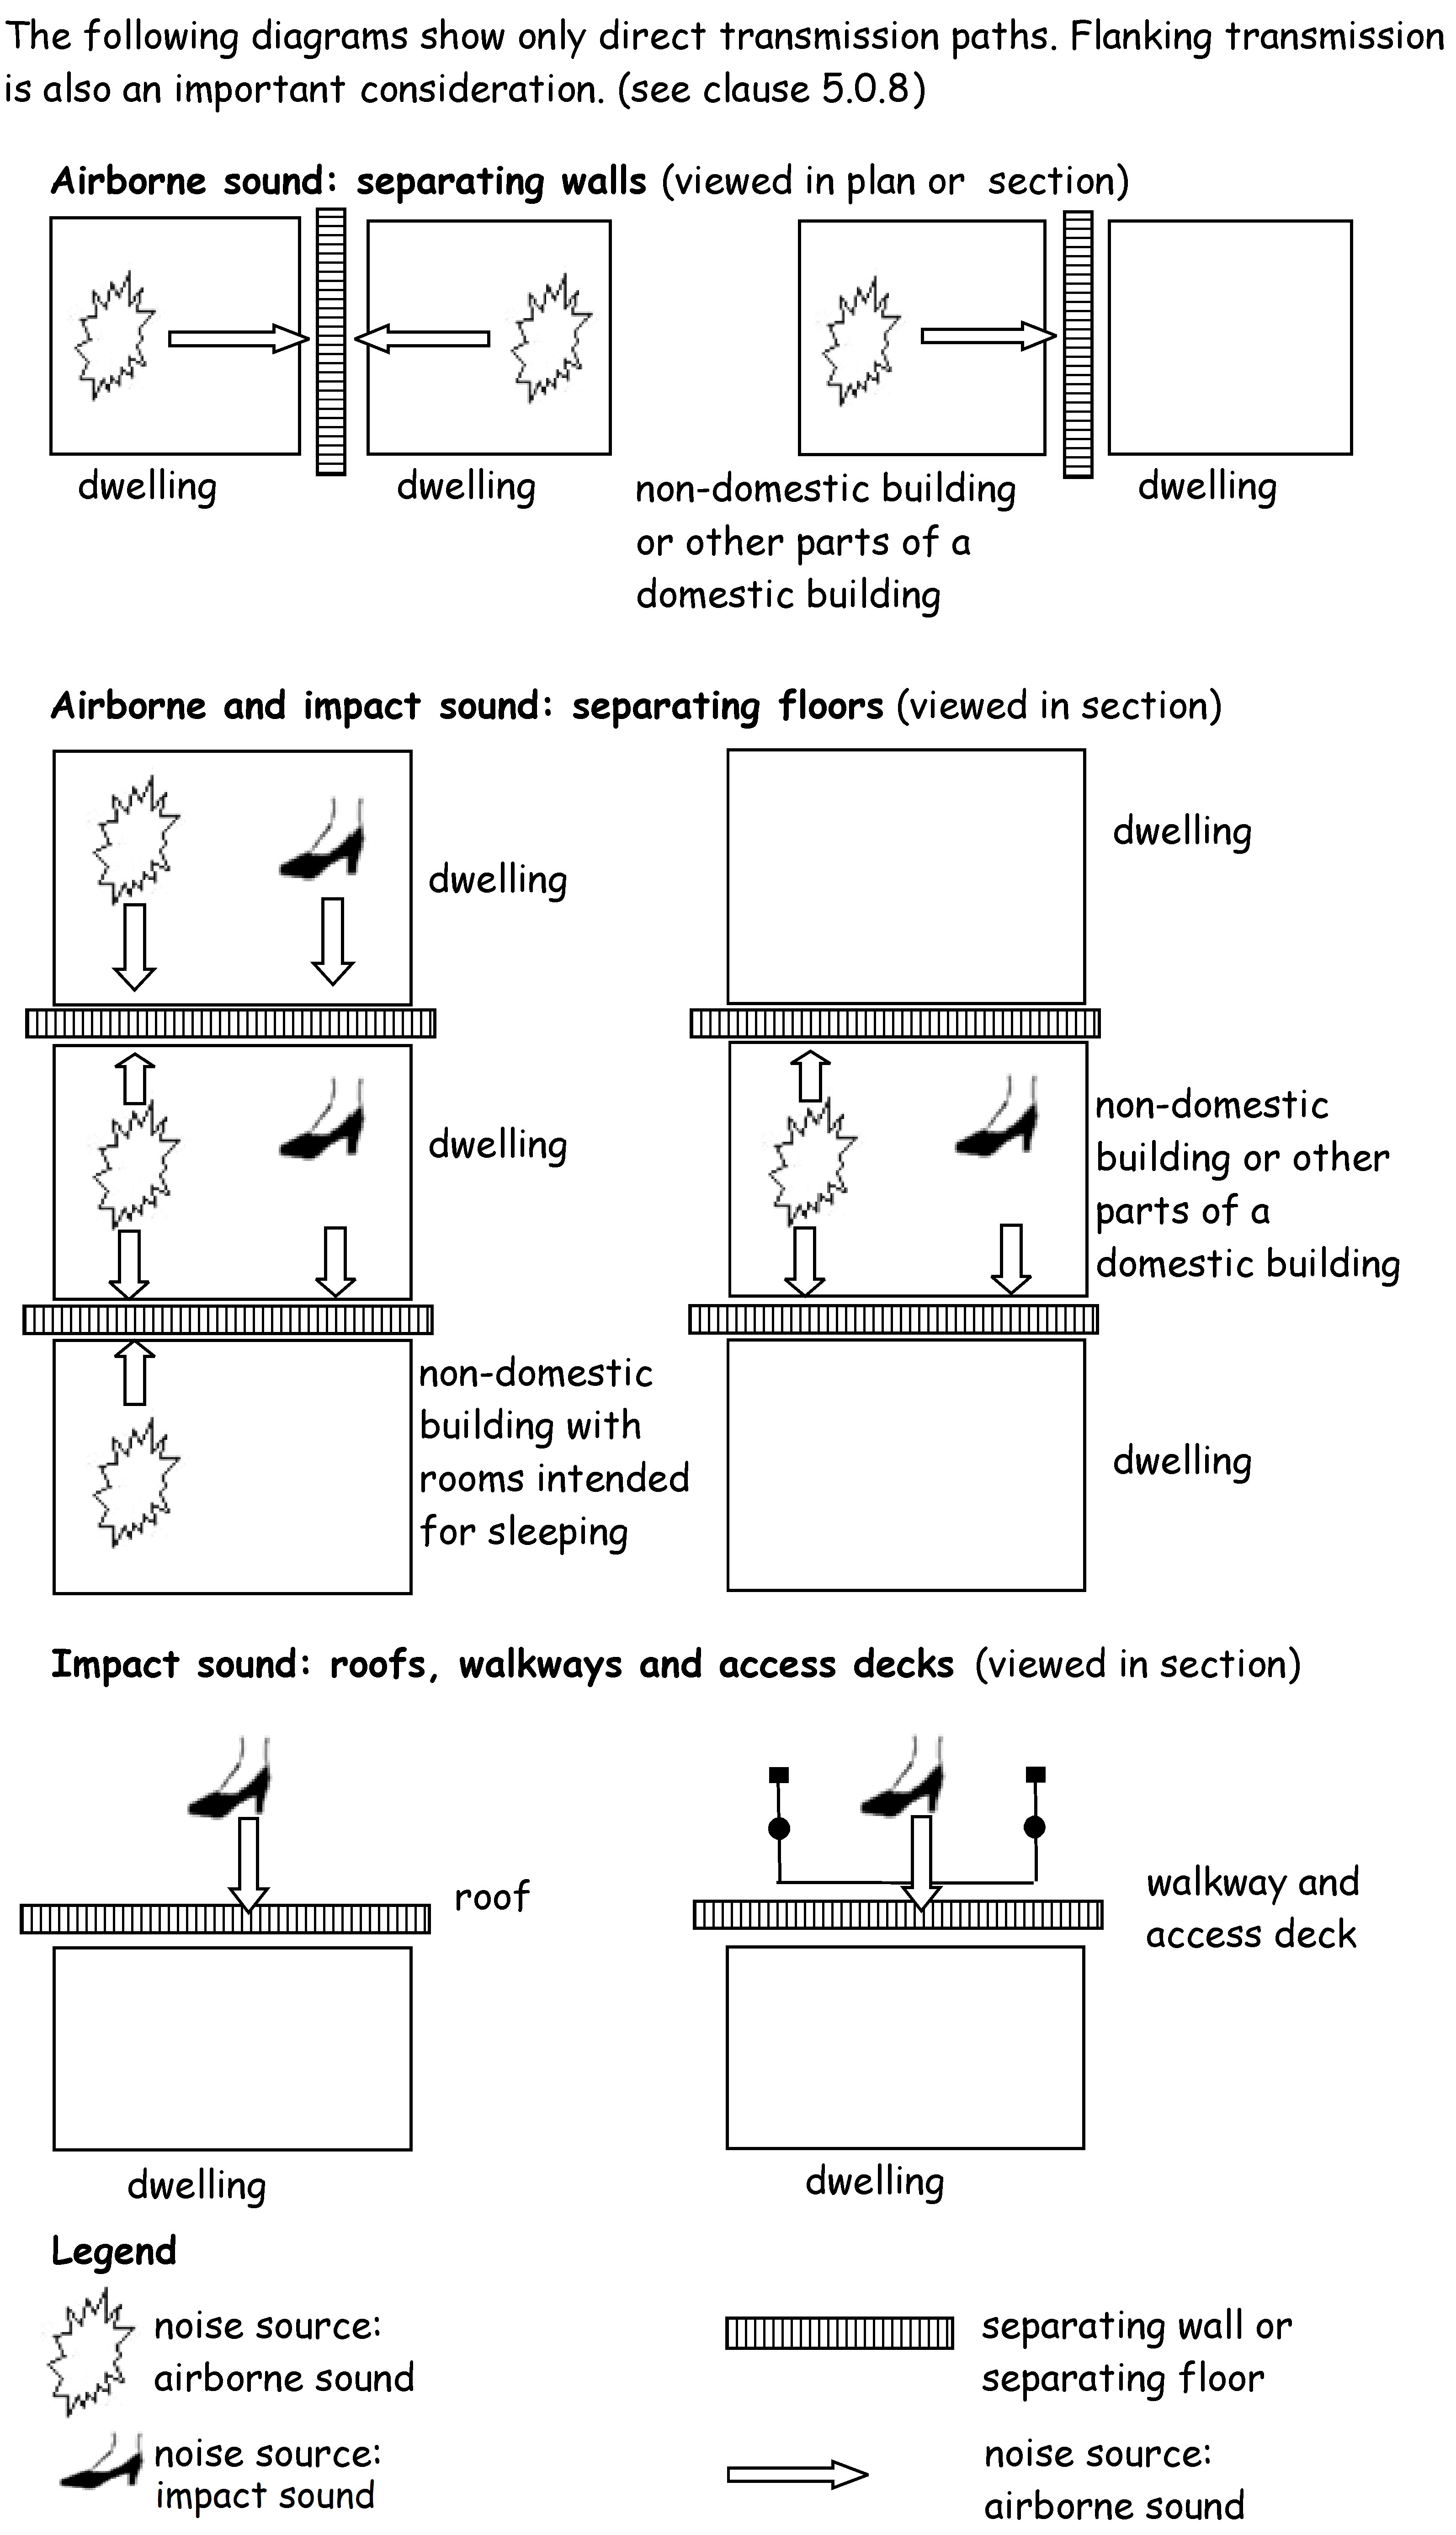 The following diagrams show only direct transmission paths. Flanking transmission
is also an important consideration. (see clause 5.0.8)
Airborne sound: separating walls (viewed in plan or section)
dwelling
dwelling
non-domestic building
or other parts of a
domestic building
dwelling
Airborne and impact sound: separating floors (viewed in section)
dwelling
dwelling
non-domestic
building with
rooms intended
for sleeping
dwelling
non-domestic
building or other
parts of a
domestic building
dwelling
Impact sound: roofs, walkways and access decks (viewed in section)
roof
dwelling
walkway and
access deck
dwelling
Legend
noise source:
airborne sound
separating wall or
separating floor
noise source:
impact sound
noise source:
airborne sound